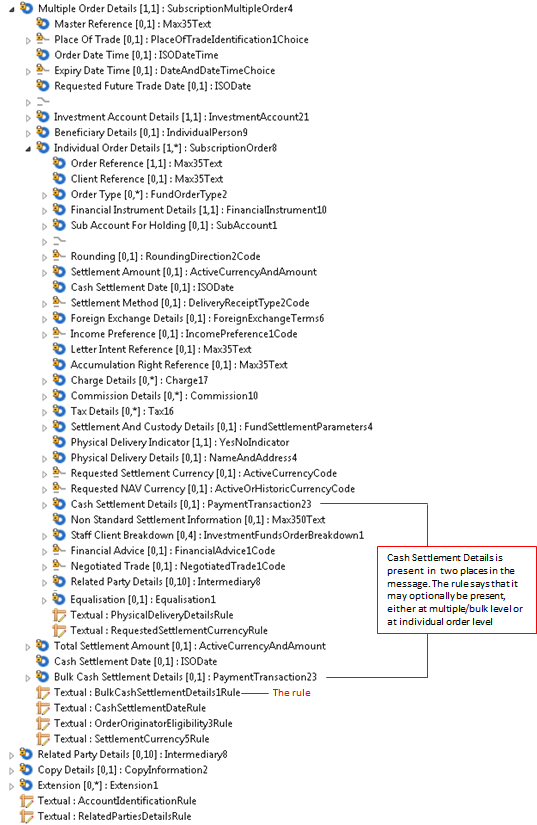 Multiple Order Details [1,1] : SubscriptionMultipleOrder4
Master Reference [0,1] : Max35Text
Place Of Trade [0,1] : PlaceOfTradeIdentification1Choice
Order Date Time [0,1] : ISODateTime
Expiry Date Time [0,1] : DateAndDateTimeChoice
Requested Future Trade Date [0,1] : ISODate
Investment Account Details [1,1] : InvestmentAccount21
Beneficiary Details [0,1] : IndividualPerson9
Individual Order Details [1,*] : SubscriptionOrder8
Order Reference [1,1] : Max35Text
Client Reference [0,1] : Max35Text
Order Type [0,*] : FundOrderType2
Financial Instrument Details [1,1] : FinancialInstrument10
Sub Account For Holding [0,1] : SubAccount1
Rounding [0,1] : RoundingDirection2Code
Settlement Amount [0,1] : ActiveCurrencyAndAmount
Cash Settlement Date [0,1] : ISODate
Settlement Method [0,1] : DeliveryReceiptType2Code
Foreign Exchange Details [0,1] : ForeignExchangeTerms6
Income Preference [0,1] : IncomePreference1Code
Letter Intent Reference [0,1] : Max35Text
Accumulation Right Reference [0,1] : Max35Text
Charge Details [0,*] : Charge17
Commission Details [0,*] : Commission10
Tax Details [0,*] : Tax16
Settlement And Custody Details [0,1] : FundSettlementParameters4
Physical Delivery Indicator [1,1] : YesNoIndicator
Physical Delivery Details [0,1] : NameAndAddress4
Requested Settlement Currency [0,1] : ActiveCurrencyCode
Requested NAV Currency [0,1] : ActiveOrHistoricCurrencyCode
Cash Settlement Details [0,1] : PaymentTransaction23
Non Standard Settlement Information [0,1] : Max350Text
Staff Client Breakdown [0,4] : InvestmentFundsOrderBreakdown1
Financial Advice [0,1] : FinancialAdvice1Code
Negotiated Trade [0,1] : NegotiatedTrade1Code
Related Party Details [0,10] : Intermediary8
Equalisation [0,1] : Equalisation1
Textual : PhysicalDeliveryDetailsRule
Textual : RequestedSettlementCurrencyRule
Total Settlement Amount [0,1] : ActiveCurrencyAndAmount
Cash Settlement Date [0,1] : ISODate
Bulk Cash Settlement Details [0,1] : PaymentTransaction23
Textual : BulkCashSettlementDetails1Rule
The rule
Textual : CashSettlementDateRule
Textual : OrderOriginatorEligibility3Rule
Textual : SettlementCurrency5Rule
Related Party Details [0,10] : Intermediary8
Copy Details [0,1] : CopyInformation2
Extension [0,*] : Extension1
Textual : AccountIdentificationRule
Textual : RelatedPartiesDetailsRule
Cash Settlement Details is
present in two places in the
message. The rule says that it
may optionally be present,
either at multiple/bulk level or
at individual order level